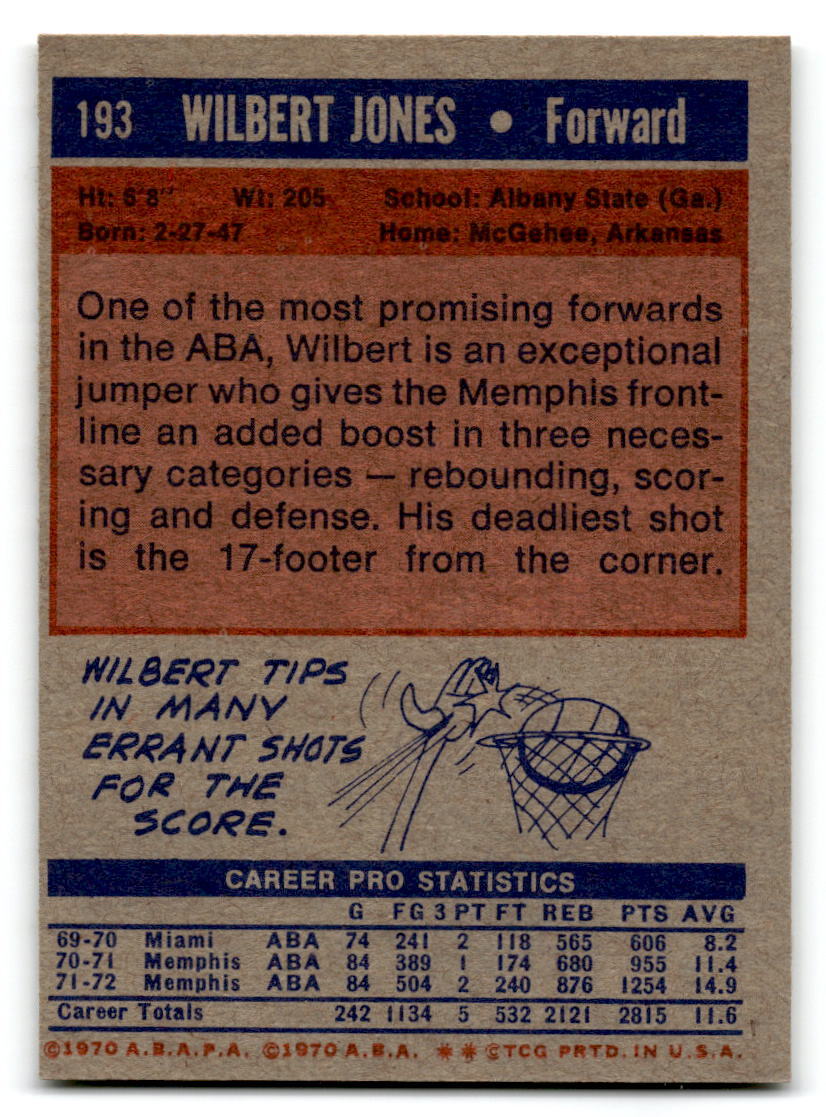 193 WILBERT JONES • Forward
Ht: 6'8" Wt: 205 School: Albany State (Ga.)
Born: 2-27-47 Home: McGehee, Arkansas
One of the most promising forwards
in the ABA, Wilbert is an exceptional
jumper who gives the Memphis front-
line an added boost in three neces-
sary categories — rebounding, scor-
ing and defense. His deadliest shot
is the 17-footer from the corner.
WILBERT TIPS
IN MANY
ERRANT SHOTS
FOR THE
SCORE.
CAREER PRO STATISTICS
G FG 3 PT FT REB PTS AVG
69-70 Miami ABA 74 241 2 118 565 606 8.2
70-71 Memphis ABA 84 389 1 174 680 955 11.4
71-72 Memphis ABA 84 504 2 240 876 1254 14.9
Career Totals 242 1134 5 532 2121 2815 11.6
©1970 A.B.A.P.A. ©1970 A.B.A. ** ©TCG PRTD. IN U.S.A.